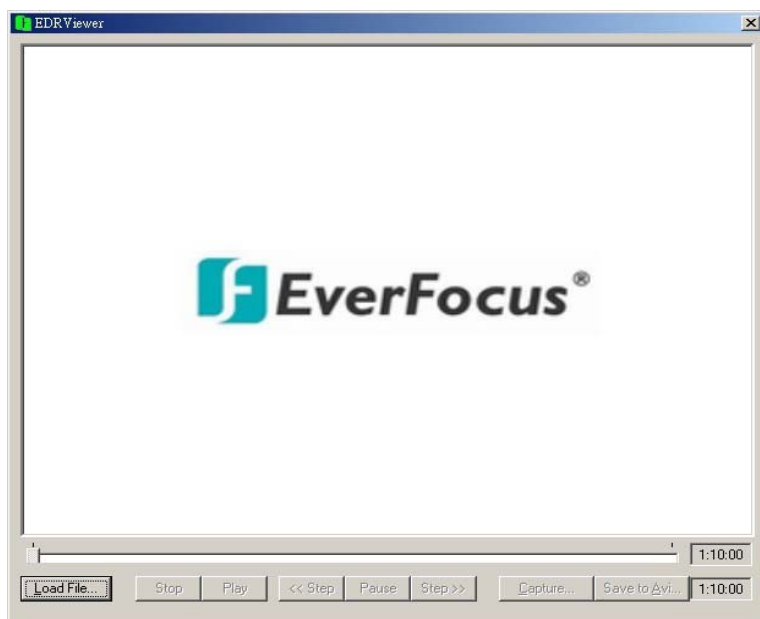 EDRViewer
EverFocus®
1:10:00
Load File... Stop Play << Step Pause Step >> Capture... Save to Avi... 1:10:00